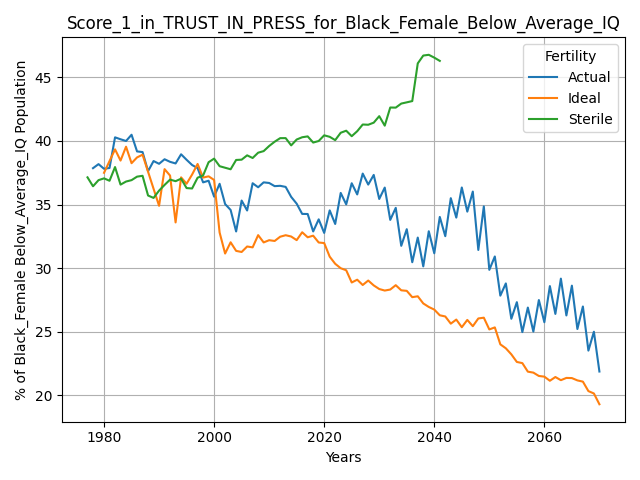 Score_1_in_TRUST_IN_PRESS_for_Black_Female_Below_Average_IQ
% of Black_Female Below_Average_IQ Population
45
40
35
30
25
20
Fertility
Actual
Ideal
Sterile
1980 2000 2020 2040 2060
Years